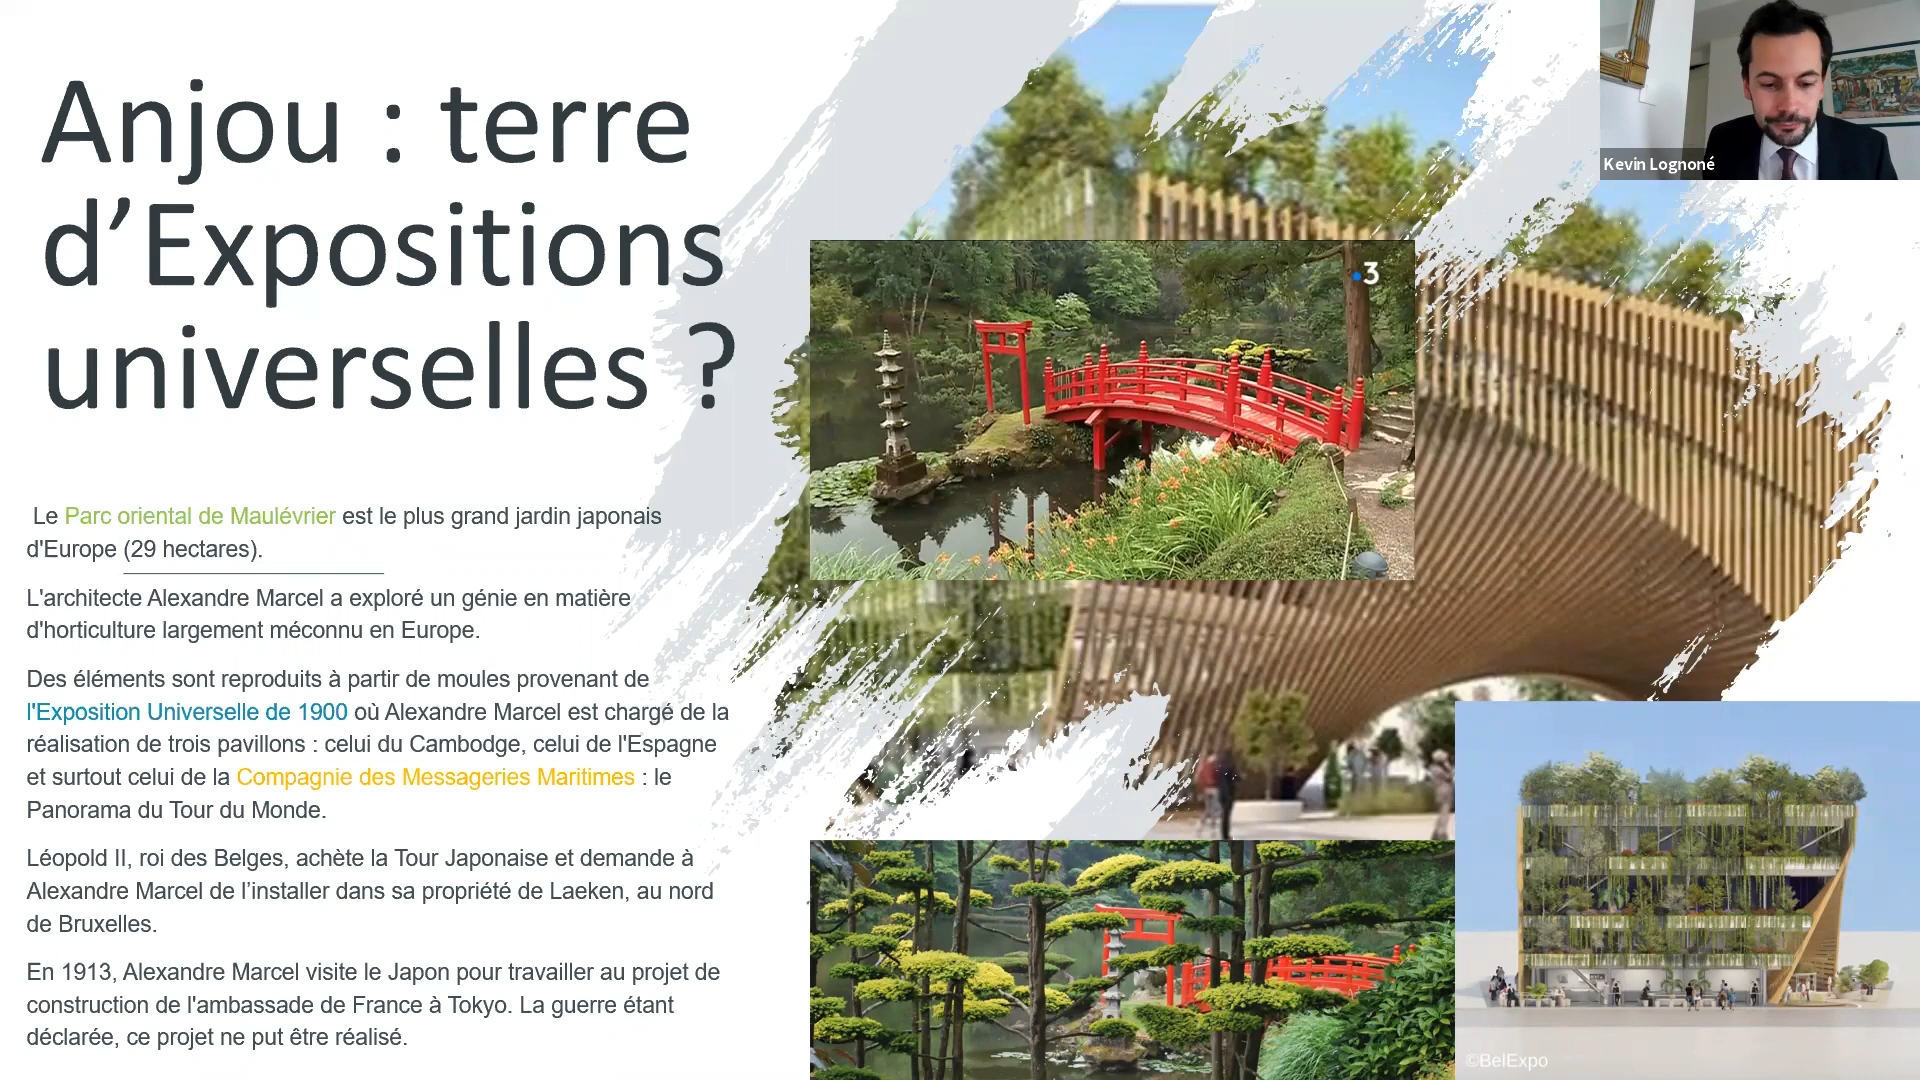 Anjou : terre
d’Expositions
universelles ?
Le Parc oriental de Maulévrier est le plus grand jardin japonais
d'Europe (29 hectares).
L'architecte Alexandre Marcel a exploré un génie en matière
d'horticulture largement méconnu en Europe.
Des éléments sont reproduits à partir de moules provenant de
l'Exposition Universelle de 1900 où Alexandre Marcel est chargé de la
réalisation de trois pavillons : celui du Cambodge, celui de l'Espagne
et surtout celui de la Compagnie des Messageries Maritimes : le
Panorama du Tour du Monde.
Léopold II, roi des Belges, achète la Tour Japonaise et demande à
Alexandre Marcel de l’installer dans sa propriété de Laeken, au nord
de Bruxelles.
En 1913, Alexandre Marcel visite le Japon pour travailler au projet de
construction de l'ambassade de France à Tokyo. La guerre étant
déclarée, ce projet ne put être réalisé.
3
Kevin Lognoné
©BelExpo